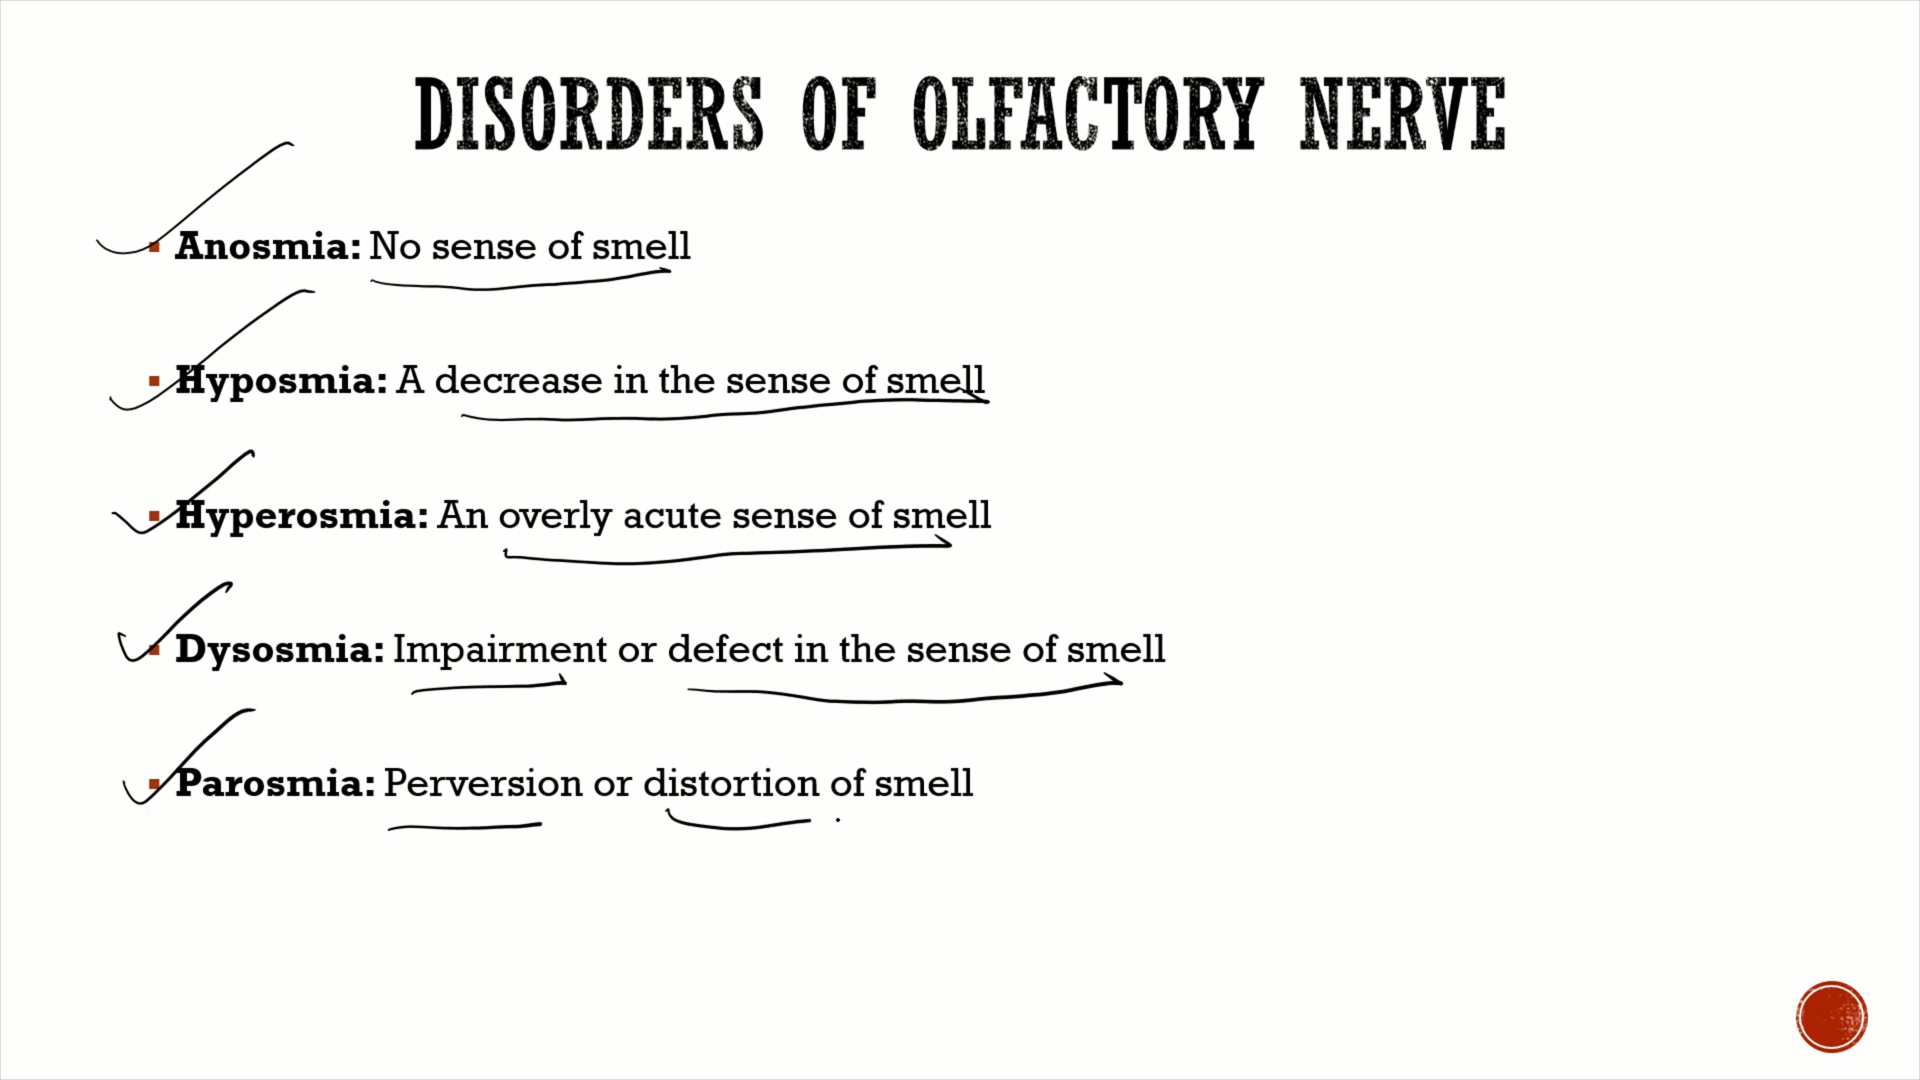 DISORDERS OF OLFACTORY NERVE
Anosmia: No sense of smell
Hyposmia: A decrease in the sense of smell
Hyperosmia: An overly acute sense of smell
Dysosmia: Impairment or defect in the sense of smell
Parosmia: Perversion or distortion of smell